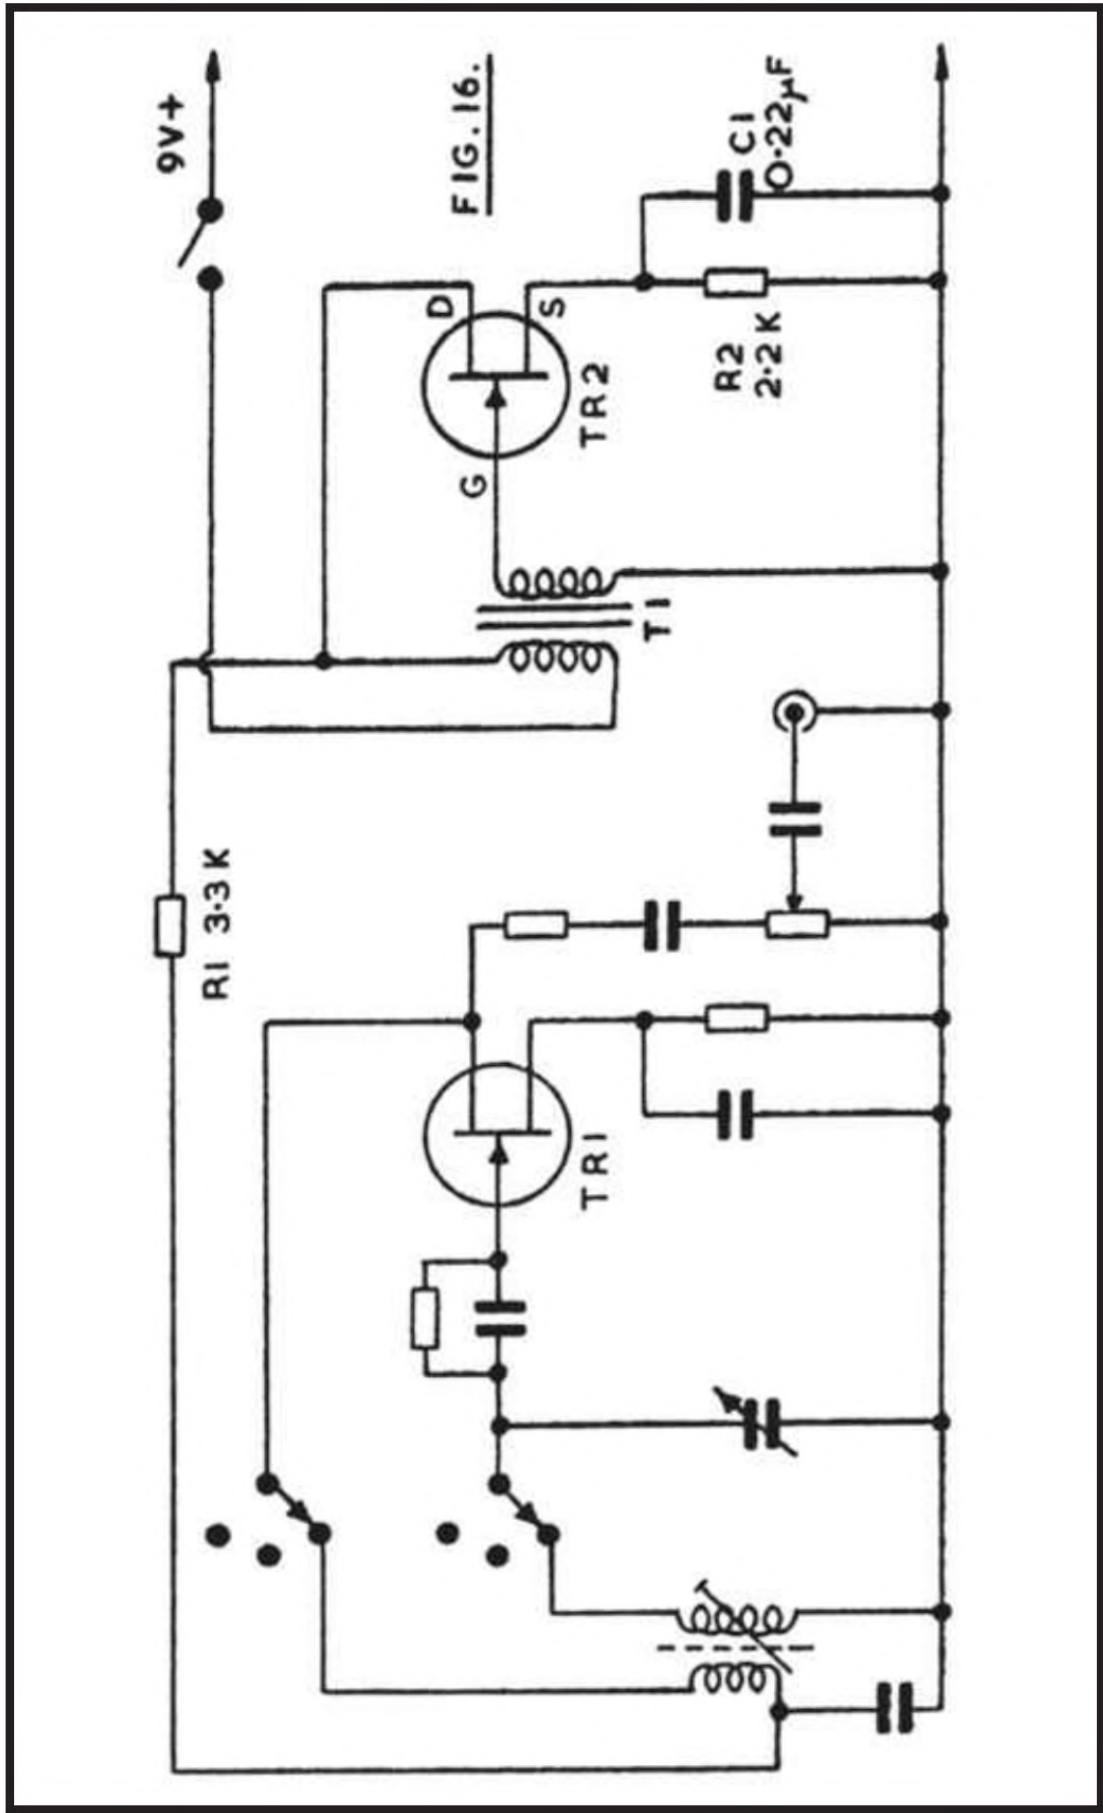 9V+
FIG. 16.
C1
0·22µF
D
S
G
TR2
R2
2·2K
T1
R1 3·3K
TR1